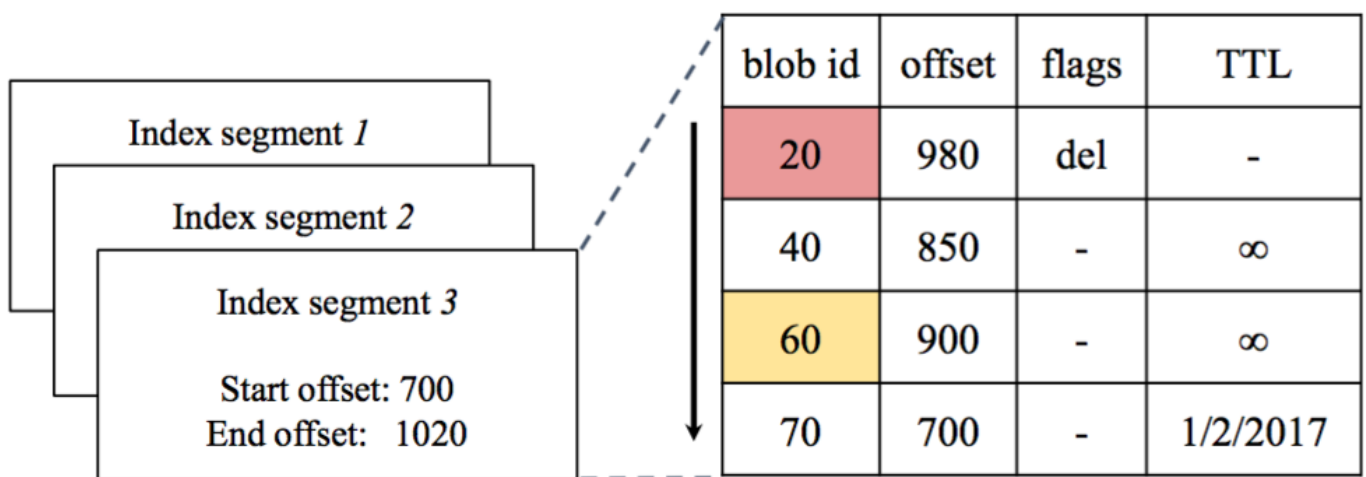 Index segment 1
Index segment 2
Index segment 3
Start offset: 700
End offset: 1020
blob id offset flags TTL
20 980 del -
40 850 - ∞
60 900 - ∞
70 700 - 1/2/2017